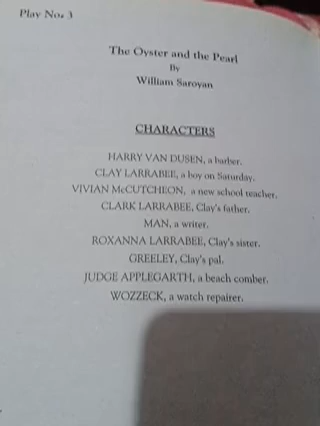 Play No. 3
The Oyster and the Pearl
By
William Saroyan
CHARACTERS
HARRY VAN DUSEN, a barber.
CLAY LARRABEE, a boy on Saturday.
VIVIAN McCUTCHEON, a new school teacher.
CLARK LARRABEE, Clay's father.
MAN, a writer.
ROXANNA LARRABEE, Clay's sister.
GREELEY, Clay's pal.
JUDGE APPLEGARTH, a beach comber.
WOZZECK, a watch repairer.